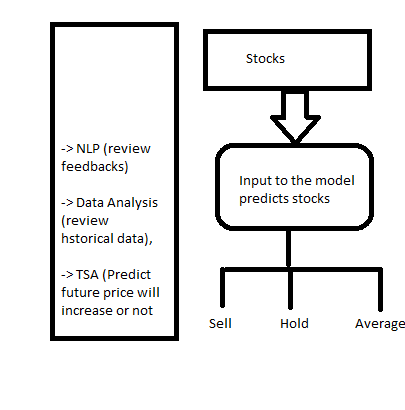 Stocks
-> NLP (review
feedbacks)
-> Data Analysis
(review
hstorical data),
-> TSA (Predict
future price will
increase or not
Input to the model
predicts stocks
Sell
Hold
Average